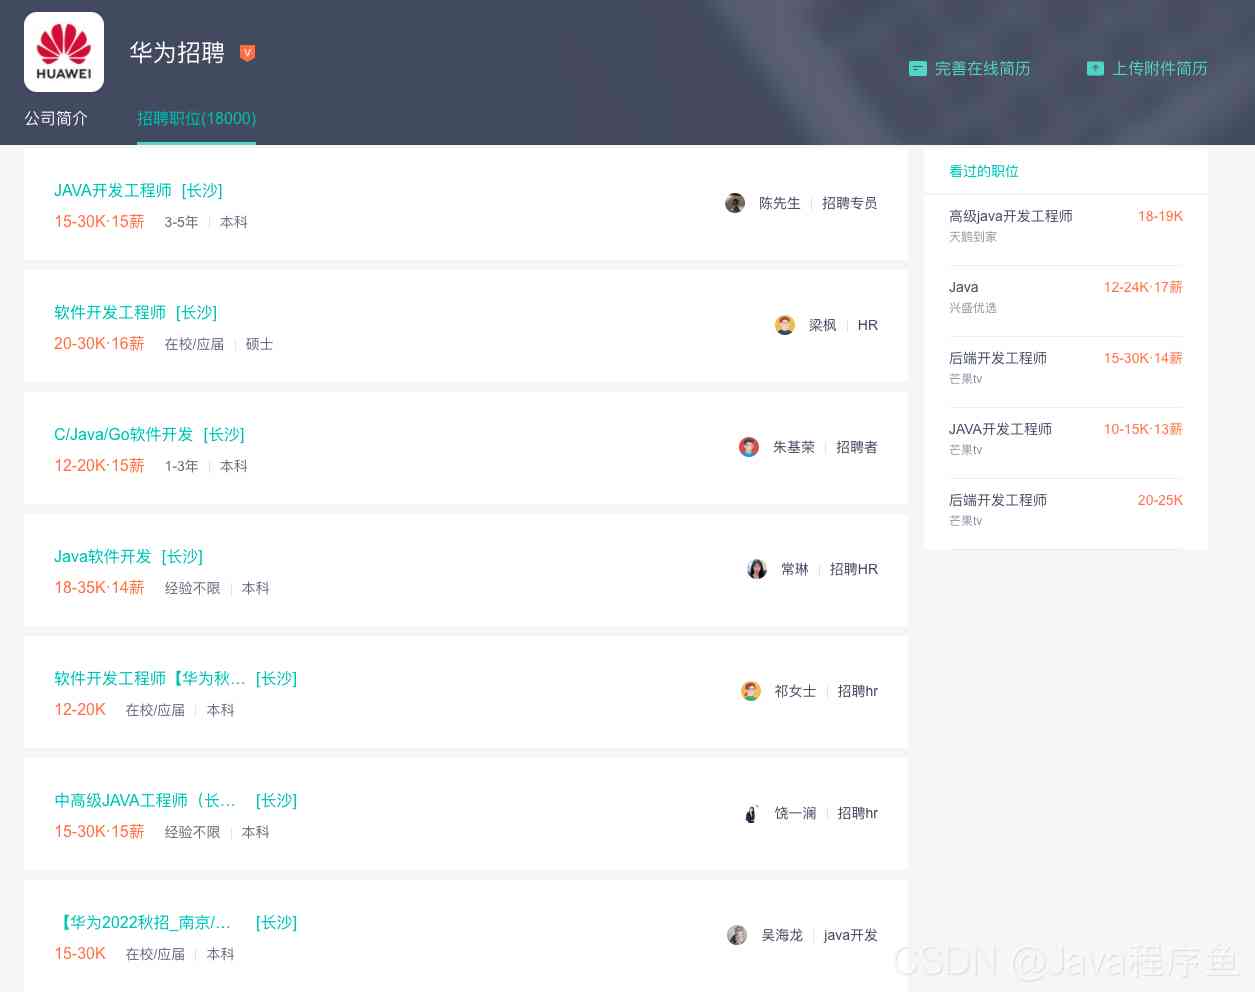 HUAWEI
华为招聘
V
完善在线简历
上传附件简历
公司简介
招聘职位(18000)
JAVA开发工程师 [长沙]
15-30K·15薪 3-5年 本科
陈先生 招聘专员
软件开发工程师 [长沙]
20-30K·16薪 在校/应届 硕士
梁枫 HR
C/Java/Go软件开发 [长沙]
12-20K·15薪 1-3年 本科
朱基荣 招聘者
Java软件开发 [长沙]
18-35K·14薪 经验不限 本科
常琳 招聘HR
软件开发工程师【华为秋... [长沙]
12-20K 在校/应届 本科
祁女士 招聘hr
中高级JAVA工程师（长... [长沙]
15-30K·15薪 经验不限 本科
饶一澜 招聘hr
【华为2022秋招_南京/... [长沙]
15-30K 在校/应届 本科
吴海龙 java开发
看过的职位
高级java开发工程师 18-19K
天鹅到家
Java 12-24K·17薪
兴盛优选
后端开发工程师 15-30K·14薪
芒果tv
JAVA开发工程师 10-15K·13薪
芒果tv
后端开发工程师 20-25K
芒果tv
CSDN @Java程序鱼